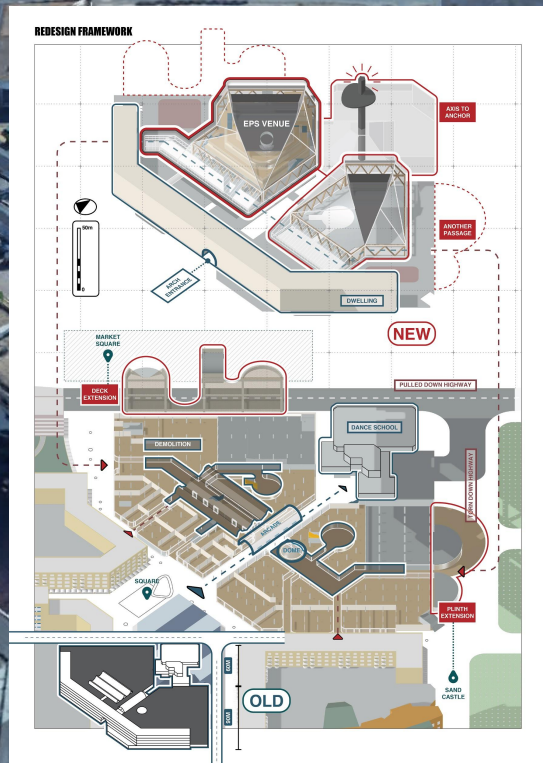 REDESIGN FRAMEWORK
EPS VENUE
AXIS TO
ANCHOR
50m
0
ANOTHER
PASSAGE
ARCH
ENTRANCE
DWELLING
NEW
MARKET
SQUARE
DECK
EXTENSION
PULLED DOWN HIGHWAY
DANCE SCHOOL
DEMOLITION
TORN DOWN HIGHWAY
ARCADE
DOME
SQUARE
PLINTH
EXTENSION
SAND
CASTLE
OLD